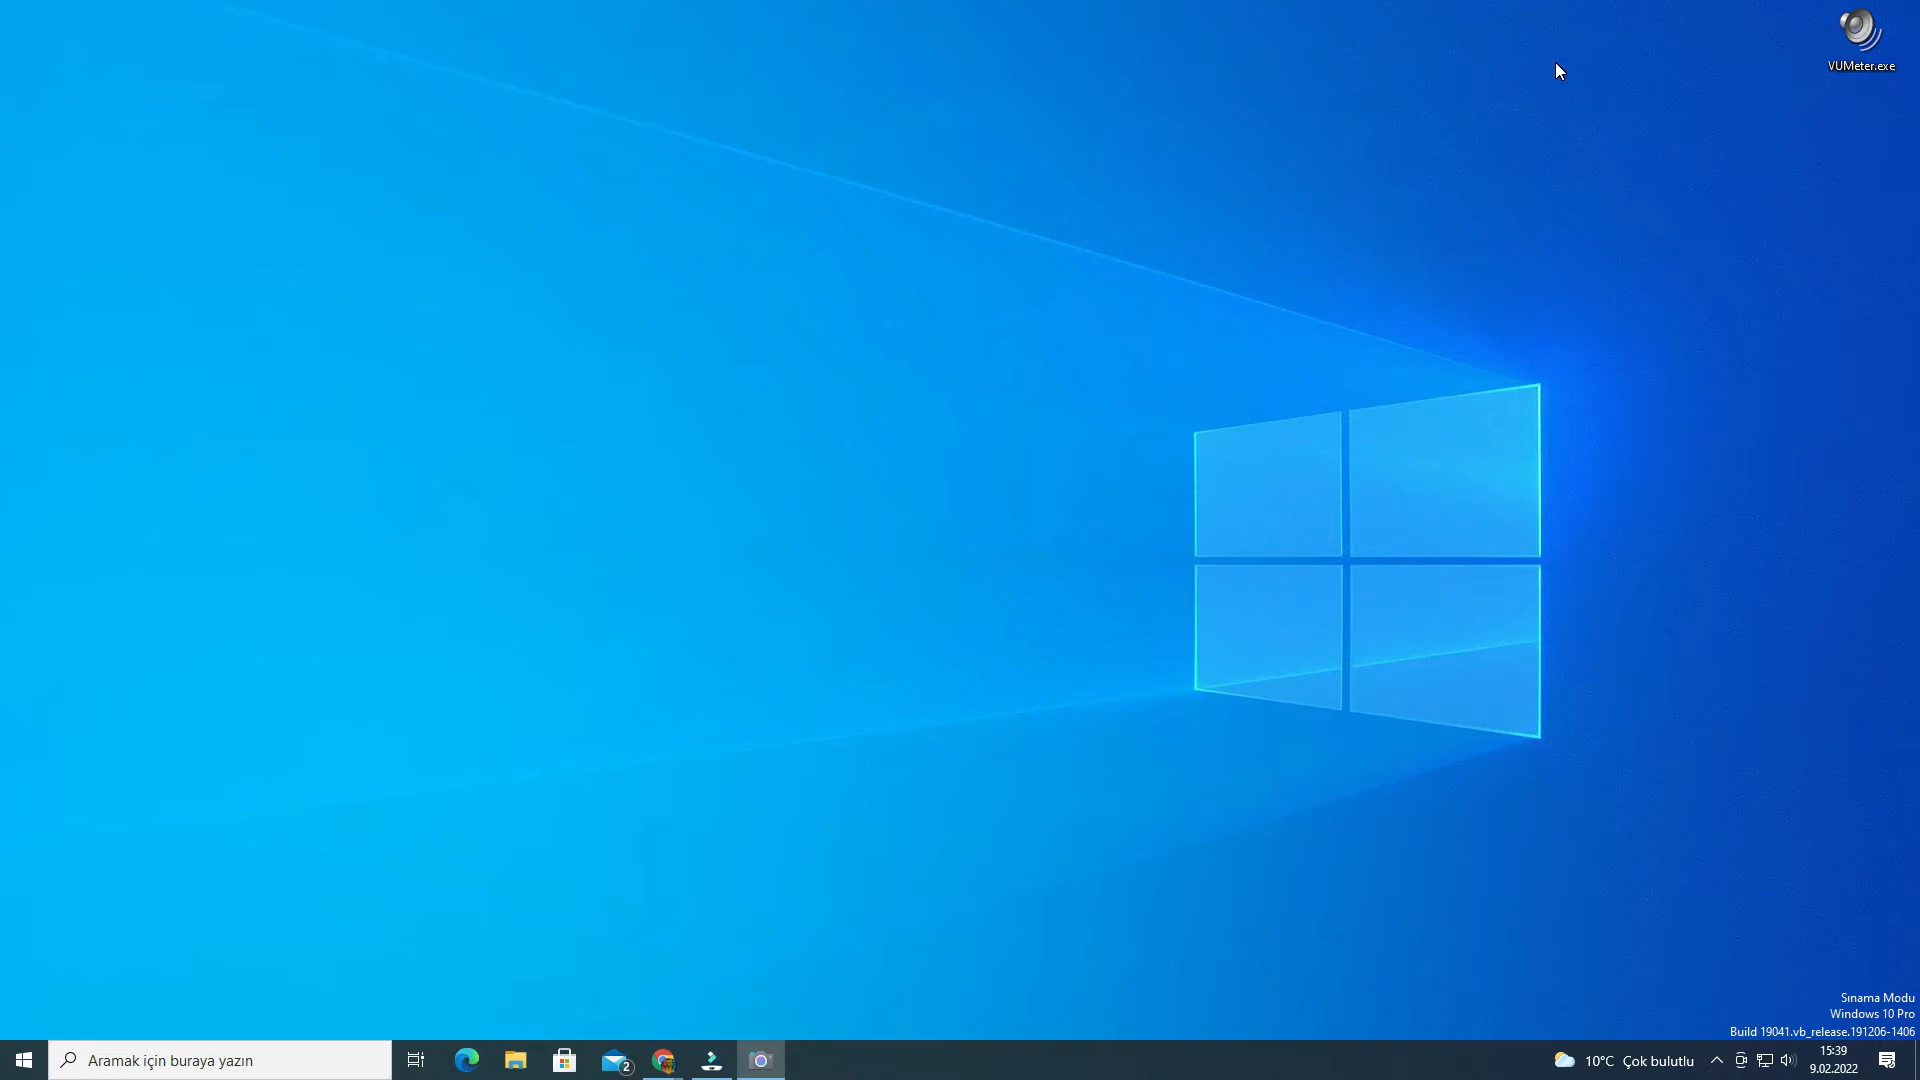 VUMeter.exe
Sınama Modu
Windows 10 Pro
Build 19041.vb_release.191206-1406
Aramak için buraya yazın
2
10°C Çok bulutlu
15:39
9.02.2022